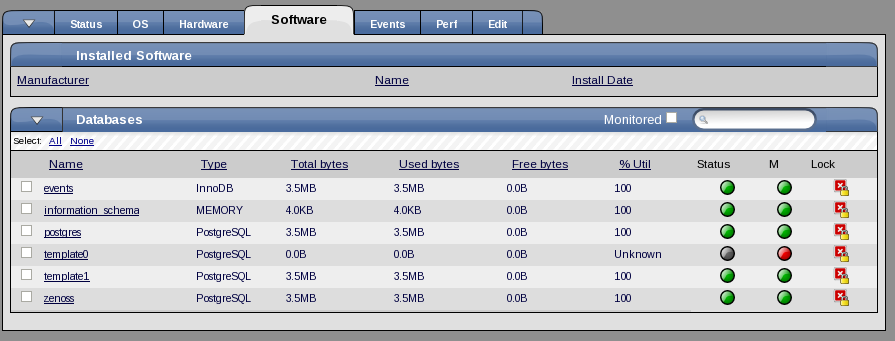 Status OS Hardware Software Events Perf Edit
Installed Software
Manufacturer Name Install Date
Databases Monitored
Select: All None
Name Type Total bytes Used bytes Free bytes % Util Status M Lock
events InnoDB 3.5MB 3.5MB 0.0B 100
information_schema MEMORY 4.0KB 4.0KB 0.0B 100
postgres PostgreSQL 3.5MB 3.5MB 0.0B 100
template0 PostgreSQL 0.0B 0.0B 0.0B Unknown
template1 PostgreSQL 3.5MB 3.5MB 0.0B 100
zenoss PostgreSQL 3.5MB 3.5MB 0.0B 100